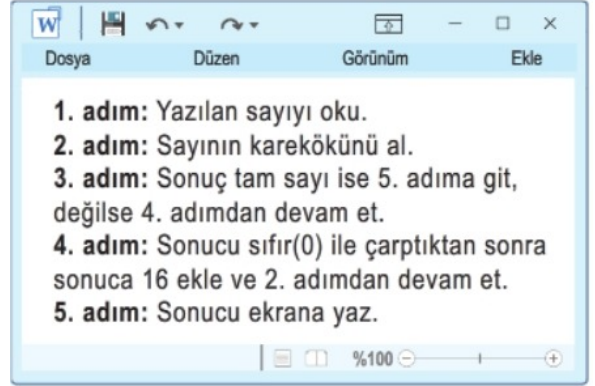 W
Dosya Düzen Görünüm Ekle
1. adım: Yazılan sayıyı oku.
2. adım: Sayının karekökünü al.
3. adım: Sonuç tam sayı ise 5. adıma git,
değilse 4. adımdan devam et.
4. adım: Sonucu sıfır(0) ile çarptıktan sonra
sonuca 16 ekle ve 2. adımdan devam et.
5. adım: Sonucu ekrana yaz.
%100